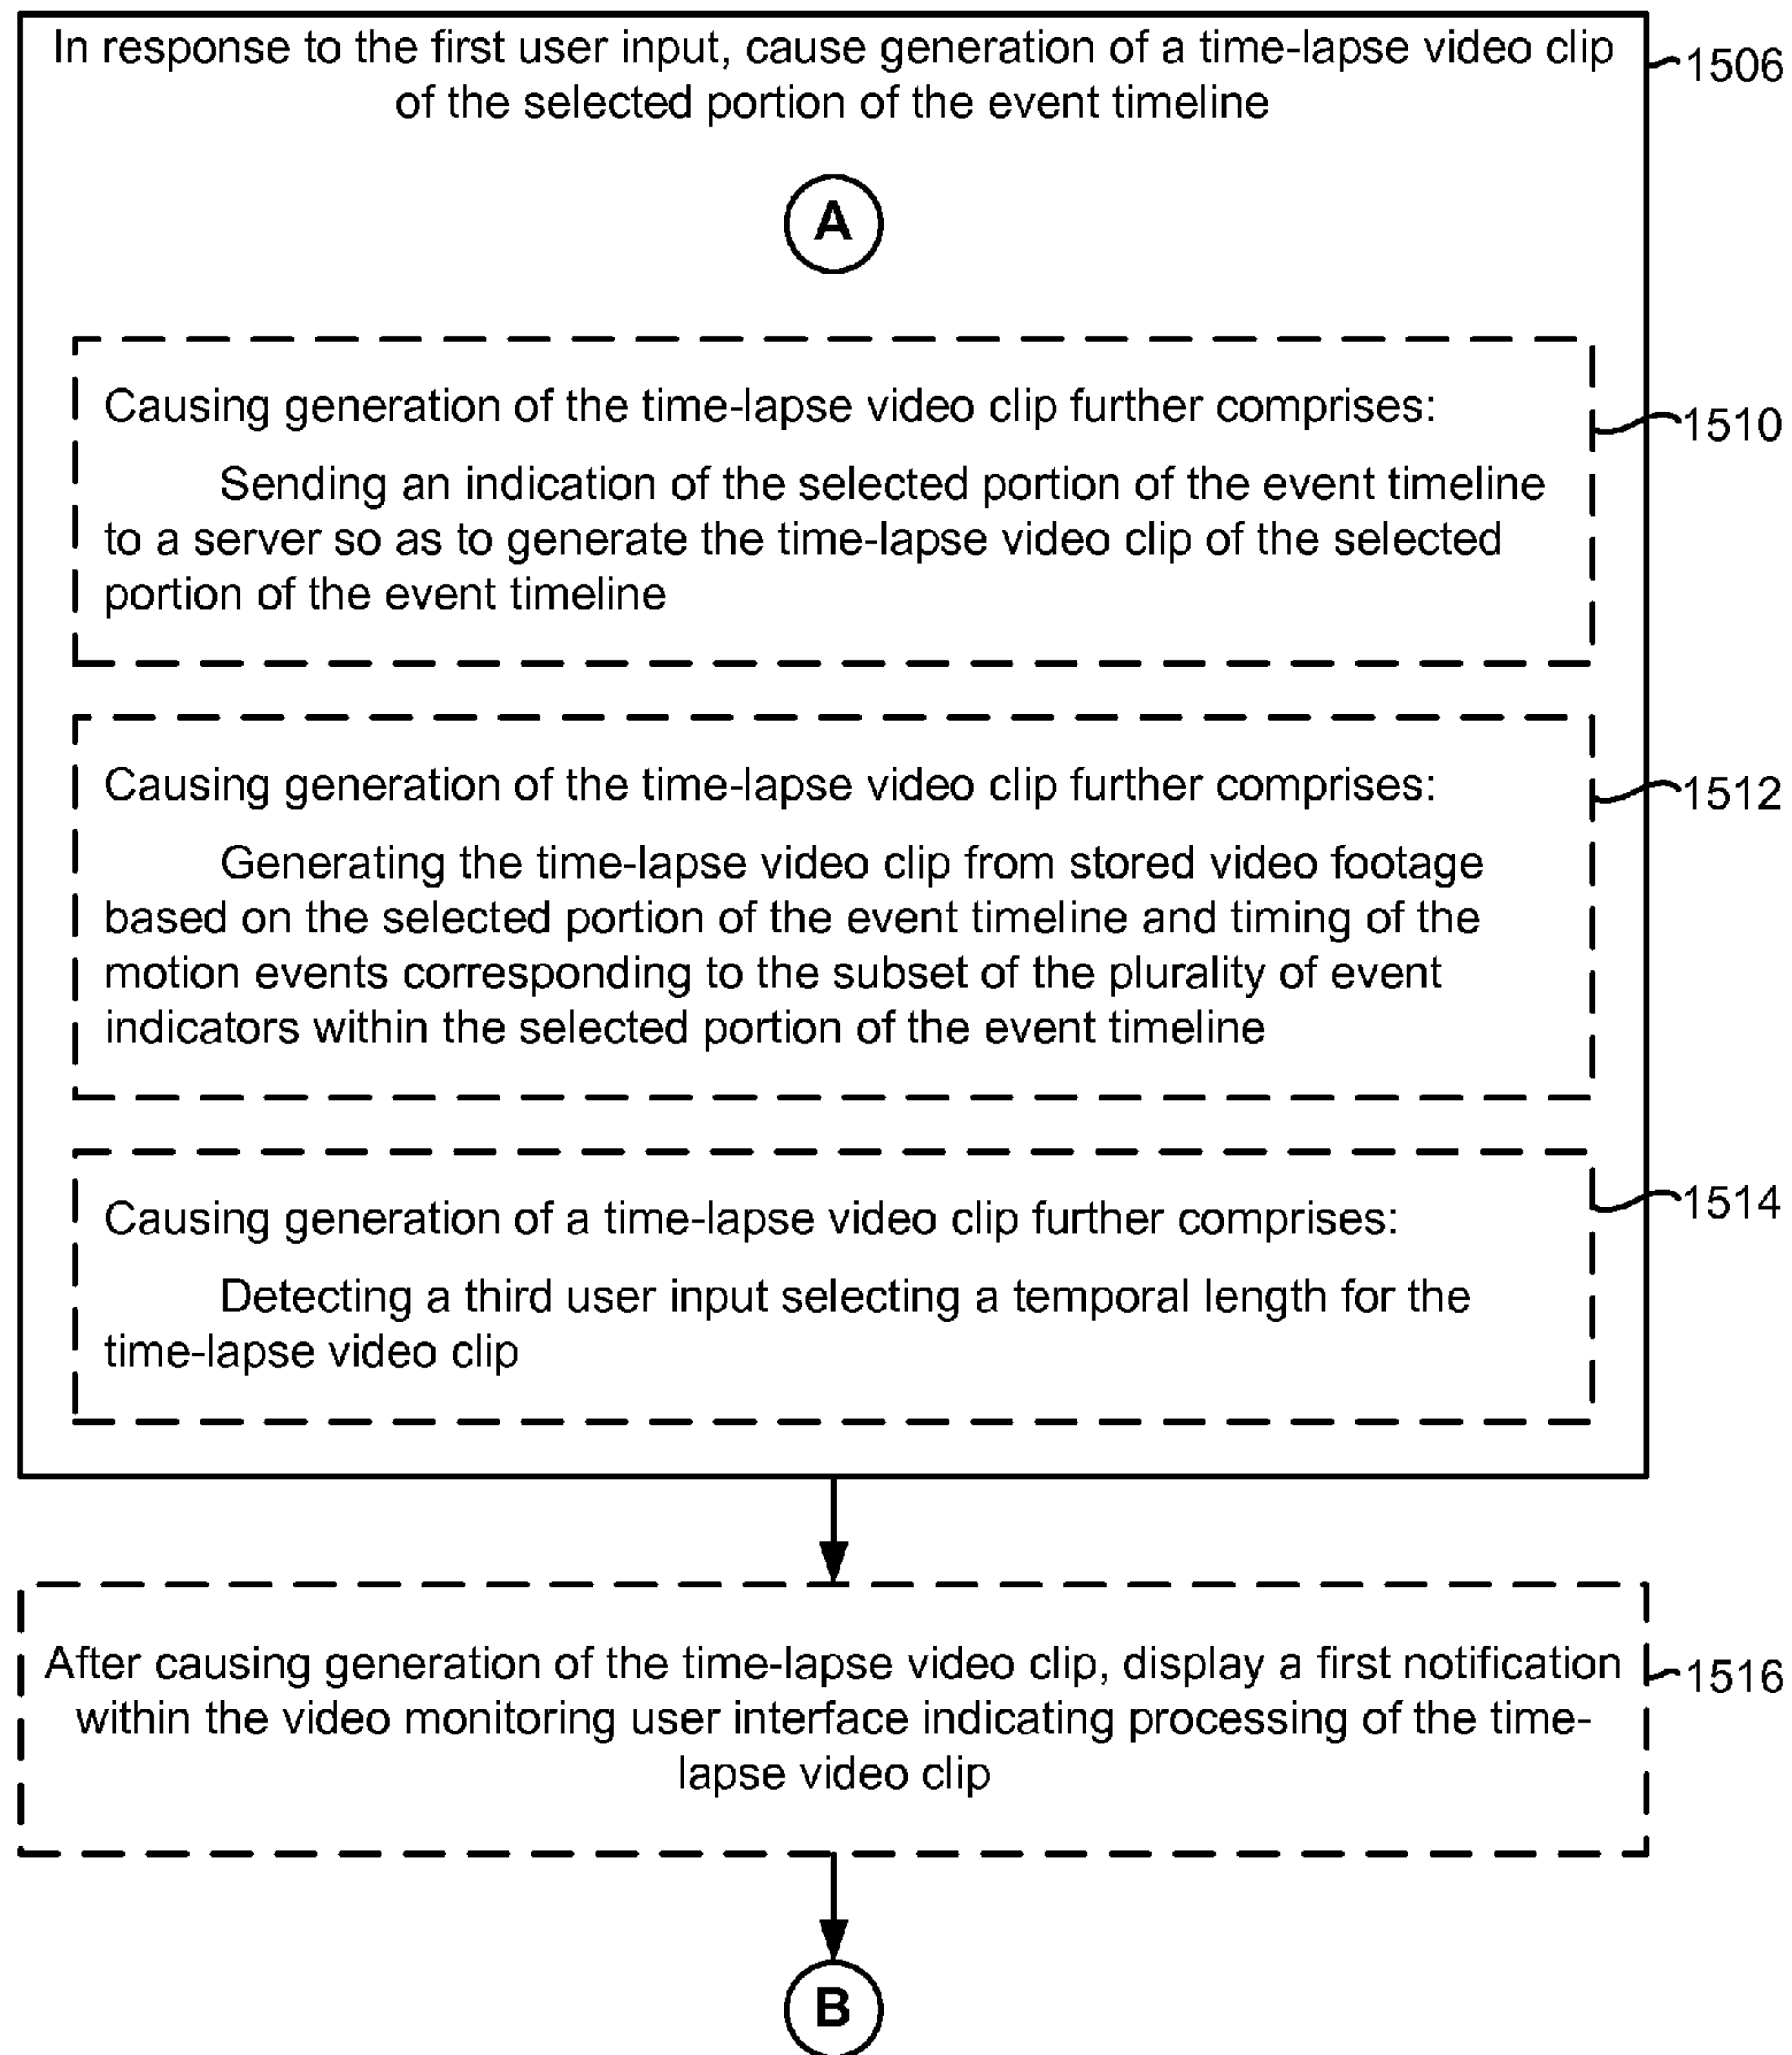 In response to the first user input, cause generation of a time-lapse video clip
of the selected portion of the event timeline
1506
A
Causing generation of the time-lapse video clip further comprises:
1510
Sending an indication of the selected portion of the event timeline
to a server so as to generate the time-lapse video clip of the selected
portion of the event timeline
Causing generation of the time-lapse video clip further comprises:
1512
Generating the time-lapse video clip from stored video footage
based on the selected portion of the event timeline and timing of the
motion events corresponding to the subset of the plurality of event
indicators within the selected portion of the event timeline
Causing generation of a time-lapse video clip further comprises:
1514
Detecting a third user input selecting a temporal length for the
time-lapse video clip
After causing generation of the time-lapse video clip, display a first notification
1516
within the video monitoring user interface indicating processing of the time-
lapse video clip
B